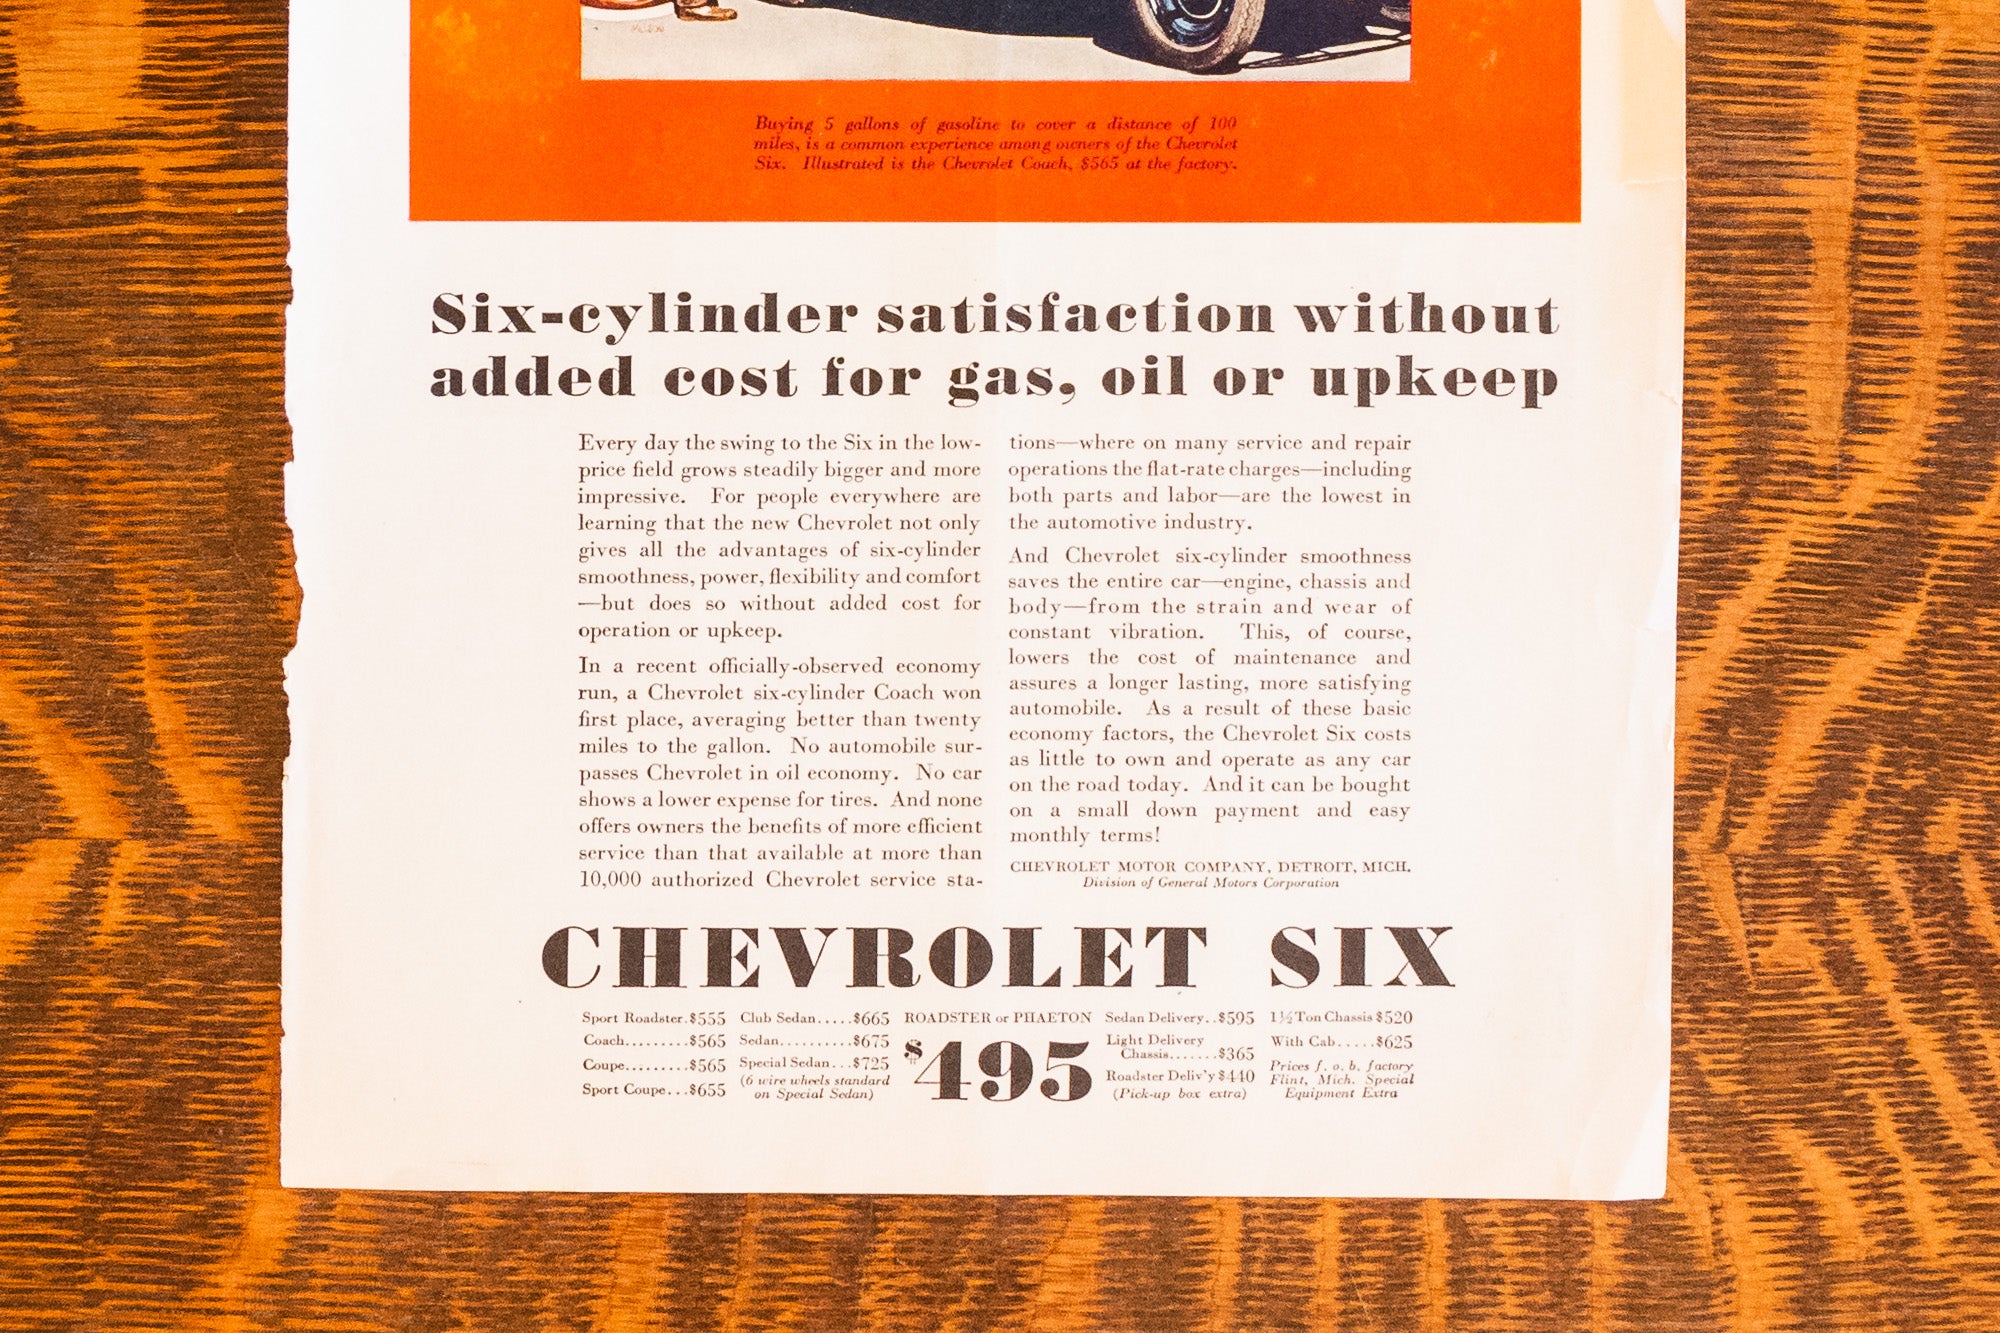 Buying 5 gallons of gasoline to cover a distance of 100
miles, is a common experience among owners of the Chevrolet
Six. Illustrated is the Chevrolet Coach, $565 at the factory.
Six-cylinder satisfaction without
added cost for gas, oil or upkeep
Every day the swing to the Six in the low-
price field grows steadily bigger and more
impressive. For people everywhere are
learning that the new Chevrolet not only
gives all the advantages of six-cylinder
smoothness, power, flexibility and comfort
—but does so without added cost for
operation or upkeep.
In a recent officially-observed economy
run, a Chevrolet six-cylinder Coach won
first place, averaging better than twenty
miles to the gallon. No automobile sur-
passes Chevrolet in oil economy. No car
shows a lower expense for tires. And none
offers owners the benefits of more efficient
service than that available at more than
10,000 authorized Chevrolet service sta-
tions—where on many service and repair
operations the flat-rate charges—including
both parts and labor—are the lowest in
the automotive industry.
And Chevrolet six-cylinder smoothness
saves the entire car—engine, chassis and
body—from the strain and wear of
constant vibration. This, of course,
lowers the cost of maintenance and
assures a longer lasting, more satisfying
automobile. As a result of these basic
economy factors, the Chevrolet Six costs
as little to own and operate as any car
on the road today. And it can be bought
on a small down payment and easy
monthly terms!
CHEVROLET MOTOR COMPANY, DETROIT, MICH.
Division of General Motors Corporation
CHEVROLET SIX
Sport Roadster.$555
Coach.........$565
Coupe.........$565
Sport Coupe...$655
Club Sedan.....$665
Sedan..........$675
Special Sedan...$725
(6 wire wheels standard
on Special Sedan)
ROADSTER or PHAETON
$495
Sedan Delivery..$595
Light Delivery
Chassis.......$365
Roadster Deliv'y $440
(Pick-up box extra)
1½ Ton Chassis $520
With Cab.....$625
Prices f. o. b. factory
Flint, Mich. Special
Equipment Extra